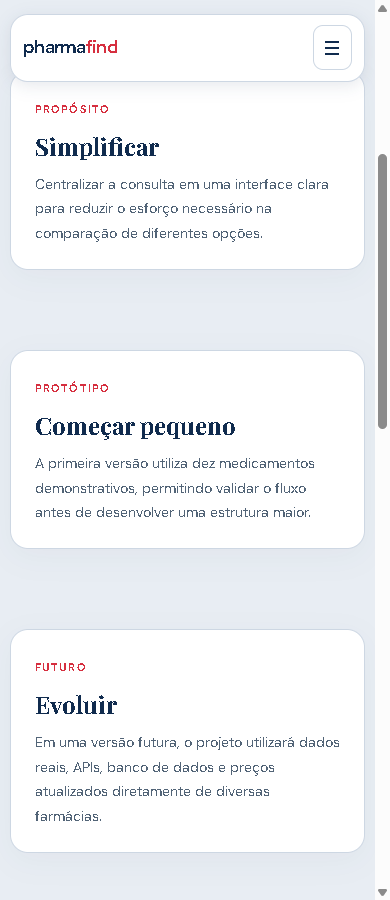 pharmafind
PROPÓSITO
Simplificar
Centralizar a consulta em uma interface clara
para reduzir o esforço necessário na
comparação de diferentes opções.
PROTÓTIPO
Começar pequeno
A primeira versão utiliza dez medicamentos
demonstrativos, permitindo validar o fluxo
antes de desenvolver uma estrutura maior.
FUTURO
Evoluir
Em uma versão futura, o projeto utilizará dados
reais, APIs, banco de dados e preços
atualizados diretamente de diversas
farmácias.